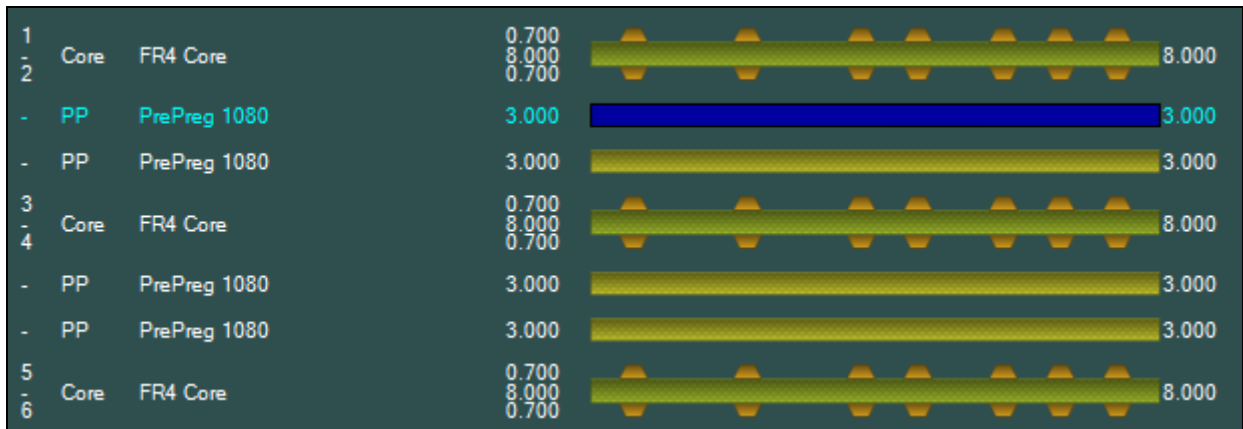 1 0.700
- Core FR4 Core 8.000 8.000
2 0.700
- PP PrePreg 1080 3.000 3.000
- PP PrePreg 1080 3.000 3.000
3 0.700
- Core FR4 Core 8.000 8.000
4 0.700
- PP PrePreg 1080 3.000 3.000
- PP PrePreg 1080 3.000 3.000
5 0.700
- Core FR4 Core 8.000 8.000
6 0.700